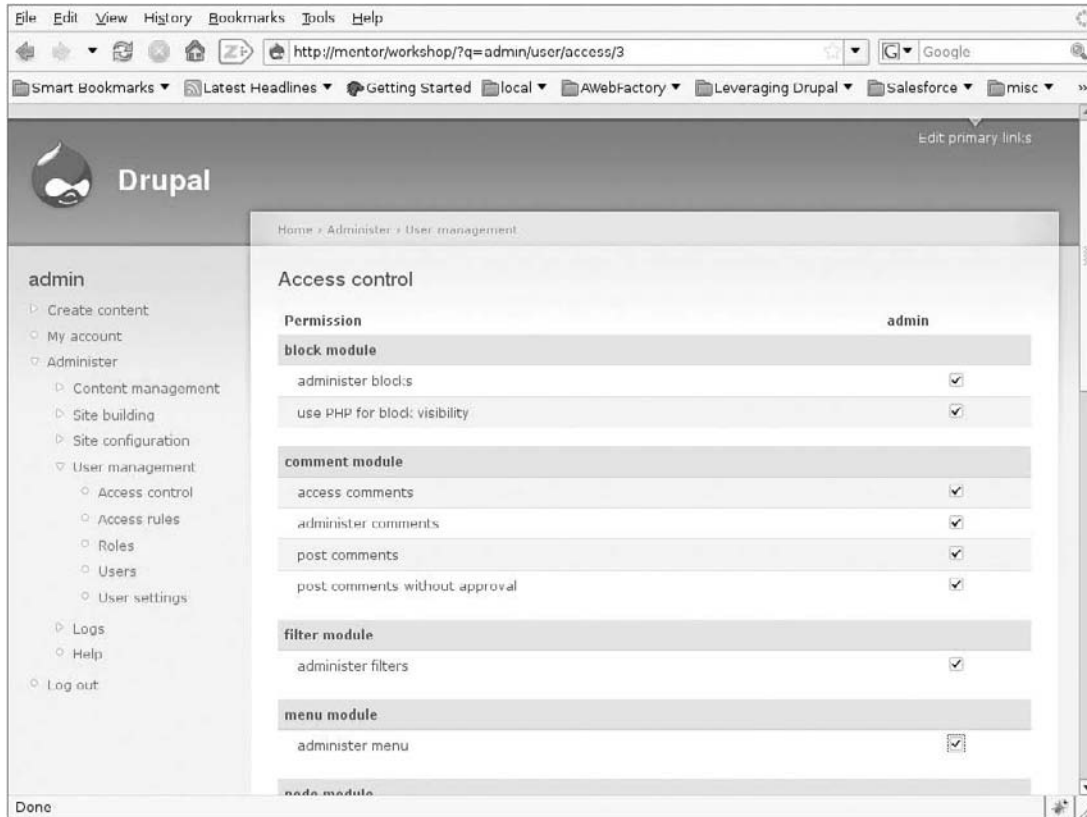 File Edit View History Bookmarks Tools Help
http://mentor/workshop/?q=admin/user/access/3 G Google
Smart Bookmarks Latest Headlines Getting Started local AWebFactory Leveraging Drupal Salesforce misc »
Edit primary links
Drupal
Home › Administer › User management
admin
Create content
My account
Administer
Content management
Site building
Site configuration
User management
Access control
Access rules
Roles
Users
User settings
Logs
Help
Log out
Access control
Permission admin
block module
administer blocks
use PHP for block visibility
comment module
access comments
administer comments
post comments
post comments without approval
filter module
administer filters
menu module
administer menu
node module
Done